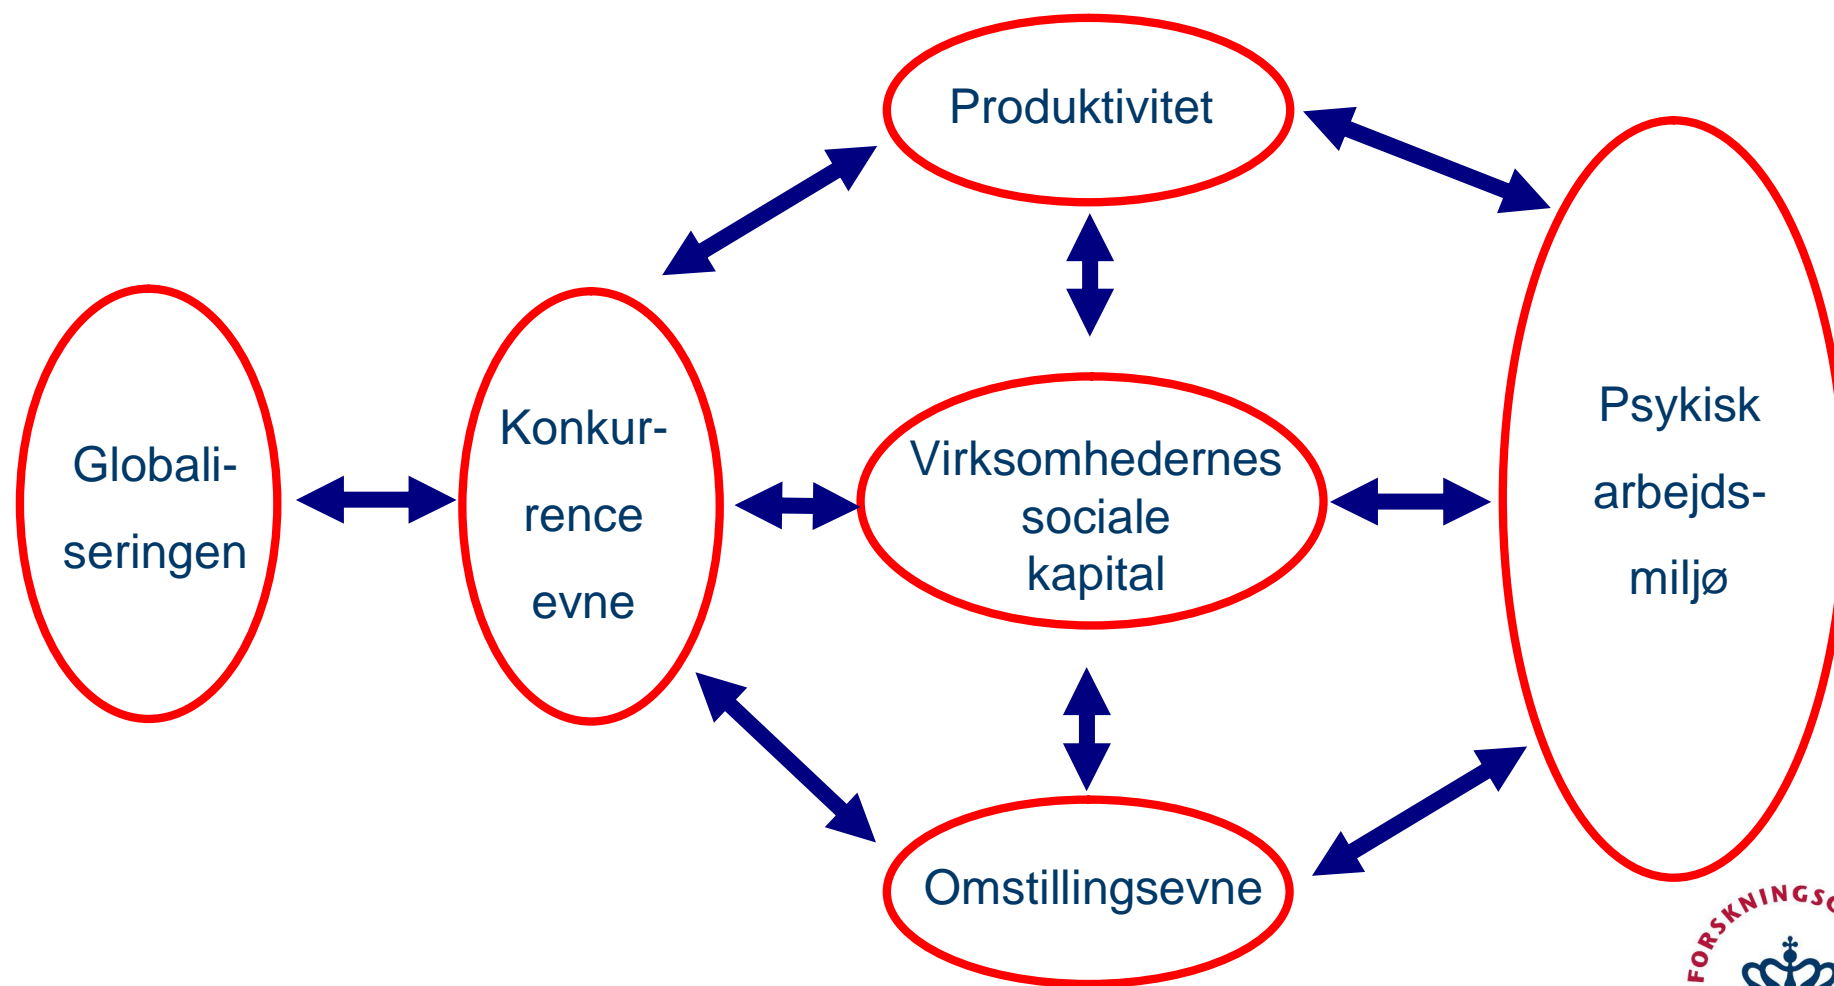 Produktivitet
Globali-
seringen
Konkur-
rence
evne
Virksomhedernes
sociale
kapital
Psykisk
arbejds-
miljø
Omstillingsevne